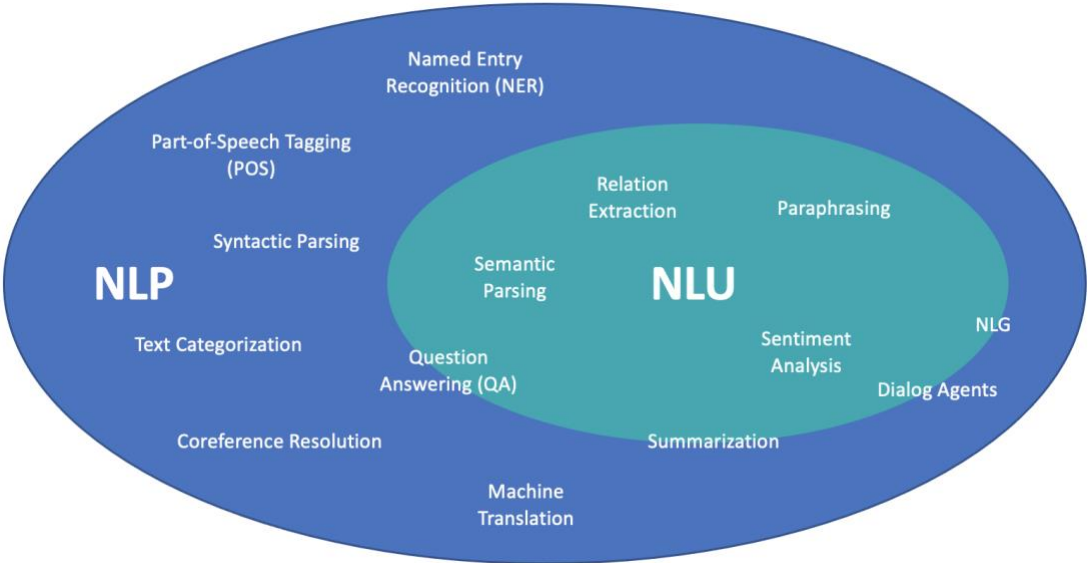 Named Entry
Recognition (NER)
Part-of-Speech Tagging
(POS)
Relation
Extraction
Paraphrasing
Syntactic Parsing
NLP
Semantic
Parsing
NLU
NLG
Text Categorization
Sentiment
Analysis
Question
Answering (QA)
Dialog Agents
Coreference Resolution
Summarization
Machine
Translation